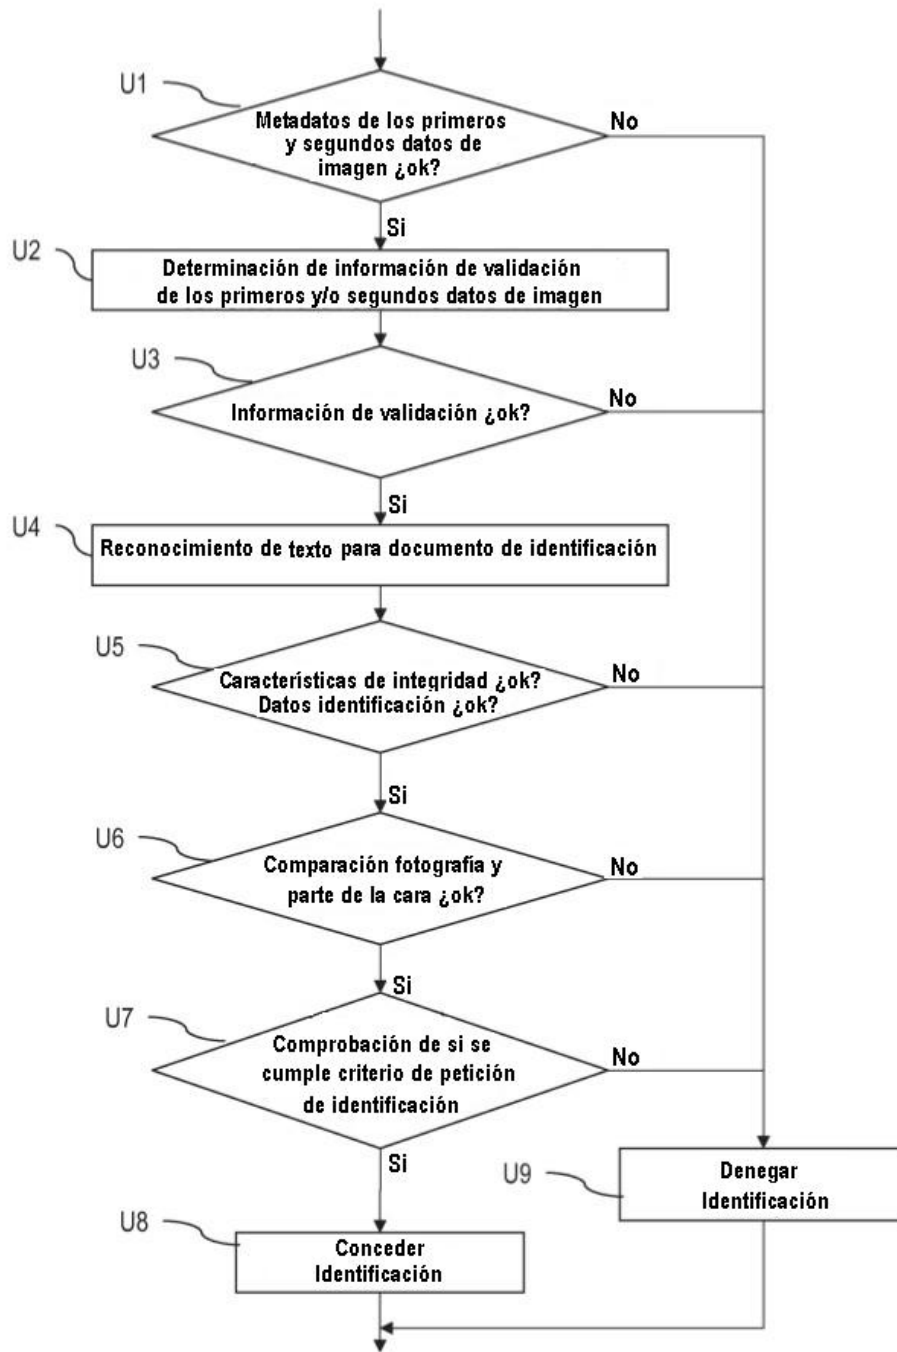 U1
Metadatos de los primeros
y segundos datos de
imagen ¿ok?
No
Si
U2
Determinación de información de validación
de los primeros y/o segundos datos de imagen
U3
Información de validación ¿ok?
No
Si
U4
Reconocimiento de texto para documento de identificación
U5
Características de integridad ¿ok?
Datos identificación ¿ok?
No
Si
U6
Comparación fotografía y
parte de la cara ¿ok?
No
Si
U7
Comprobación de si se
cumple criterio de petición
de identificación
No
Si
U9
Denegar
Identificación
U8
Conceder
Identificación